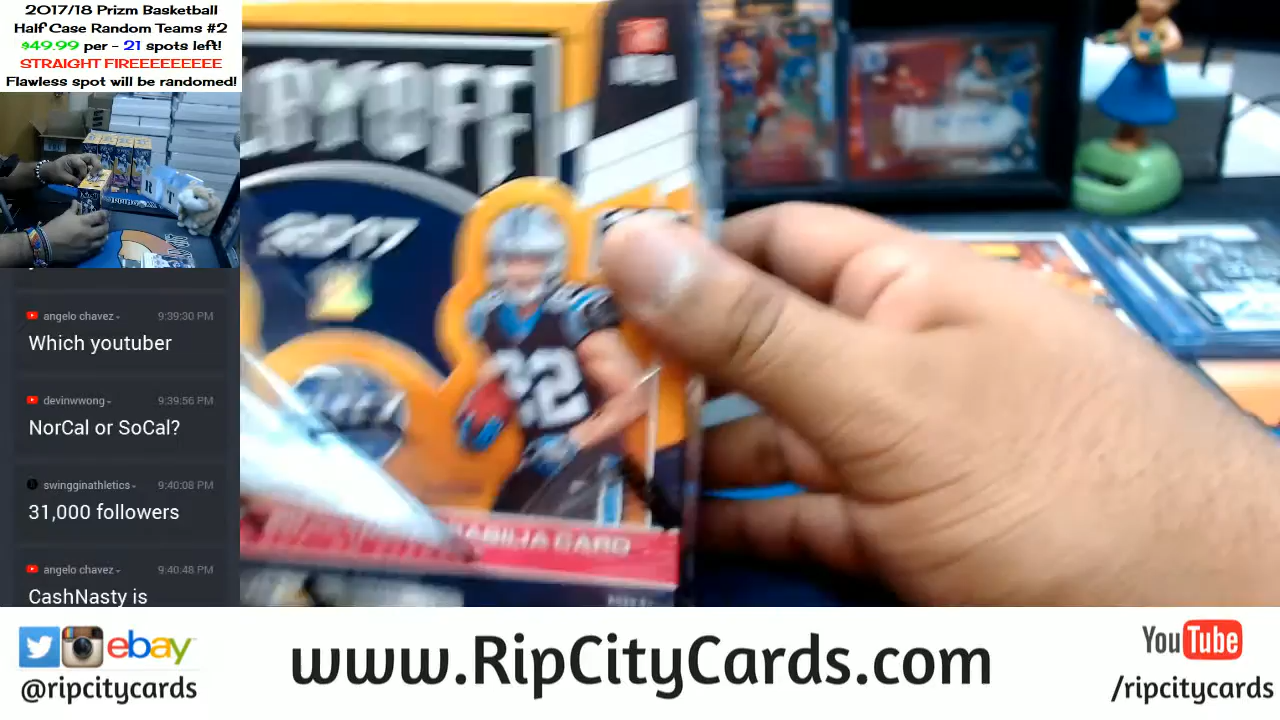 2017/18 Prizm Basketball
Half Case Random Teams #2
$49.99 per - 21 spots left!
STRAIGHT FIREEEEEEEEE
Flawless spot will be randomed!
2017
22
angelo chavez
9:39:30 PM
Which youtuber
devinwwong
9:39:56 PM
NorCal or SoCal?
swingginathletics
9:40:08 PM
31,000 followers
angelo chavez
9:40:48 PM
CashNasty is
CARD
ebay
@ripcitycards
www.RipCityCards.com
YouTube
/ripcitycards